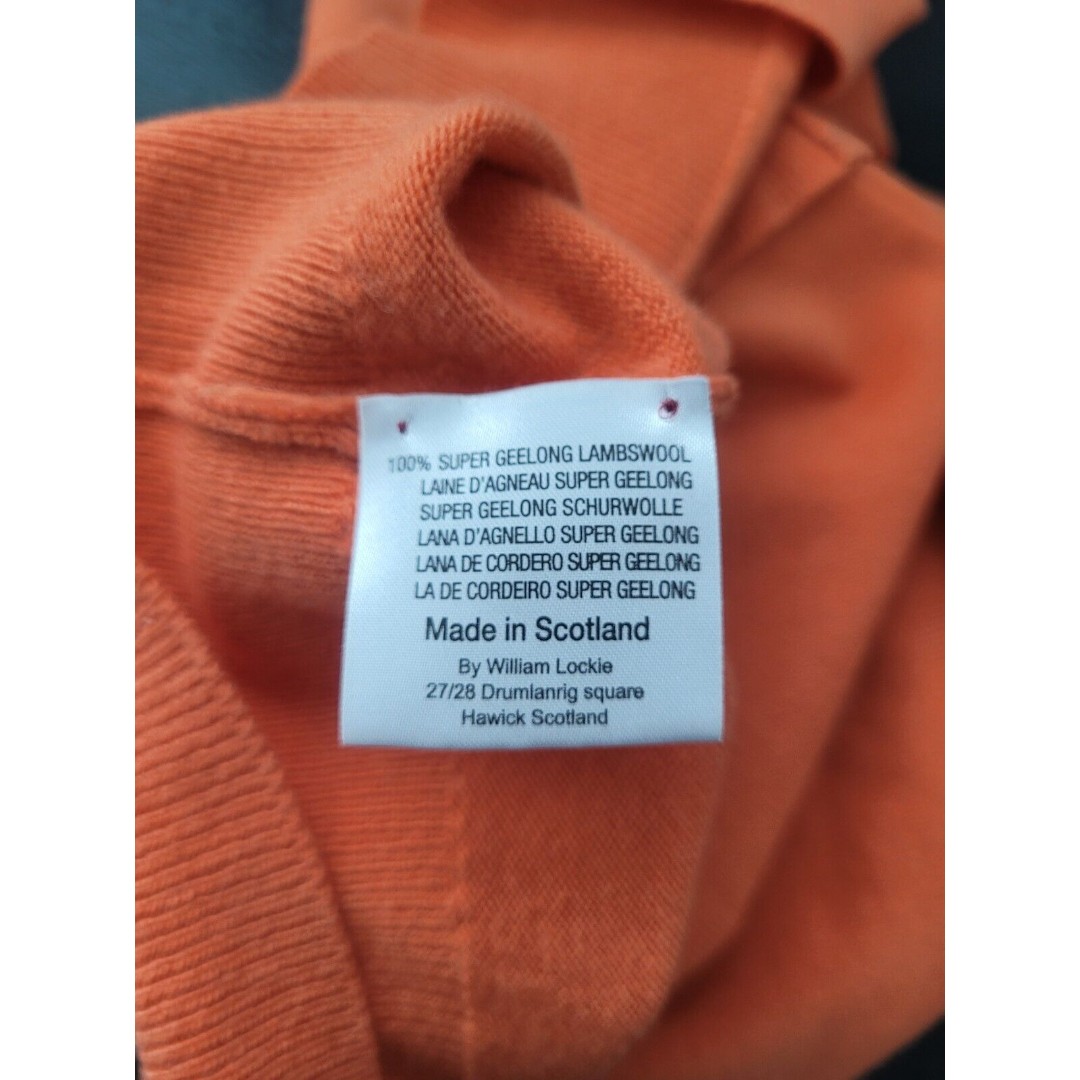 100% SUPER GEELONG LAMBSWOOL
LAINE D'AGNEAU SUPER GEELONG
SUPER GEELONG SCHURWOLLE
LANA D'AGNELLO SUPER GEELONG
LANA DE CORDERO SUPER GEELONG
LA DE CORDEIRO SUPER GEELONG
Made in Scotland
By William Lockie
27/28 Drumlanrig square
Hawick Scotland